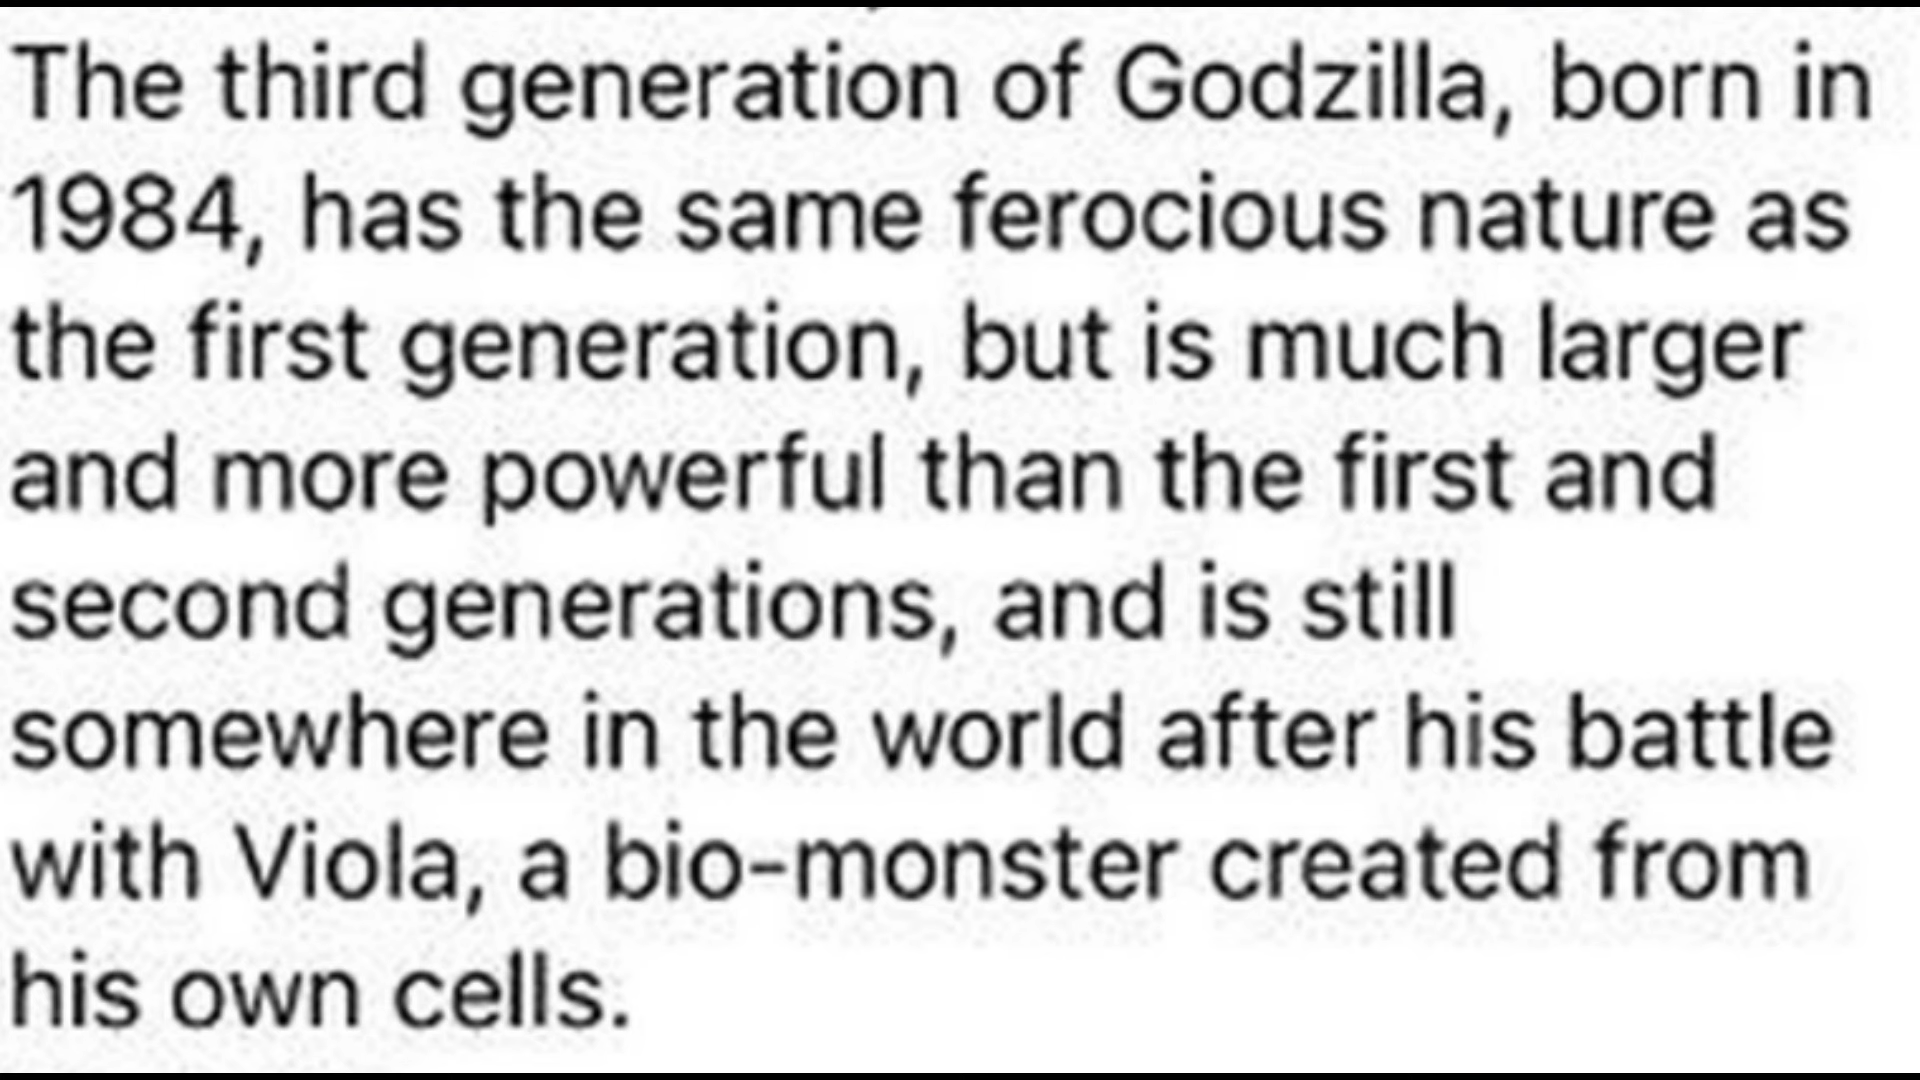 The third generation of Godzilla, born in
1984, has the same ferocious nature as
the first generation, but is much larger
and more powerful than the first and
second generations, and is still
somewhere in the world after his battle
with Viola, a bio-monster created from
his own cells.